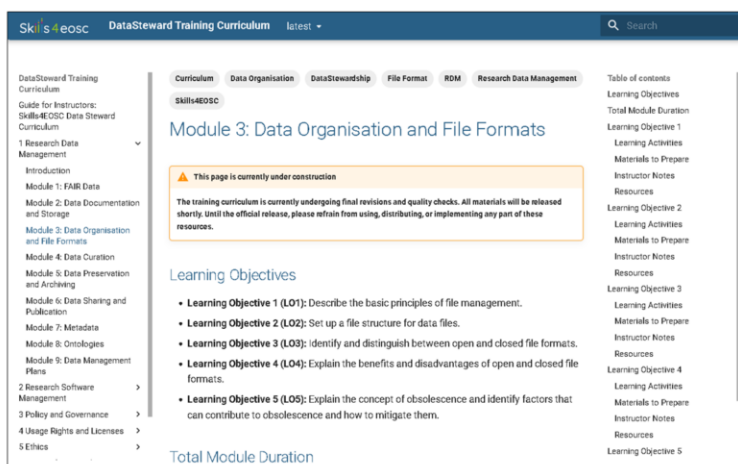 Skills4eosc
DataSteward Training Curriculum
latest
Search
DataSteward Training
Curriculum
Guide for Instructors:
Skills4EOSC Data Steward
Curriculum
1 Research Data
Management
Introduction
Module 1: FAIR Data
Module 2: Data Documentation
and Storage
Module 3: Data Organisation
and File Formats
Module 4: Data Curation
Module 5: Data Preservation
and Archiving
Module 6: Data Sharing and
Publication
Module 7: Metadata
Module 8: Ontologies
Module 9: Data Management
Plans
2 Research Software
Management
3 Policy and Governance
4 Usage Rights and Licenses
5 Ethics
Curriculum Data Organisation DataStewardship File Format RDM Research Data Management
Skills4EOSC
Module 3: Data Organisation and File Formats
This page is currently under construction
The training curriculum is currently undergoing final revisions and quality checks. All materials will be released
shortly. Until the official release, please refrain from using, distributing, or implementing any part of these
resources.
Learning Objectives
• Learning Objective 1 (LO1): Describe the basic principles of file management.
• Learning Objective 2 (LO2): Set up a file structure for data files.
• Learning Objective 3 (LO3): Identify and distinguish between open and closed file formats.
• Learning Objective 4 (LO4): Explain the benefits and disadvantages of open and closed file
formats.
• Learning Objective 5 (LO5): Explain the concept of obsolescence and identify factors that
can contribute to obsolescence and how to mitigate them.
Total Module Duration
Table of contents
Learning Objectives
Total Module Duration
Learning Objective 1
Learning Activities
Materials to Prepare
Instructor Notes
Resources
Learning Objective 2
Learning Activities
Materials to Prepare
Instructor Notes
Resources
Learning Objective 3
Learning Activities
Materials to Prepare
Instructor Notes
Resources
Learning Objective 4
Learning Activities
Materials to Prepare
Instructor Notes
Resources
Learning Objective 5